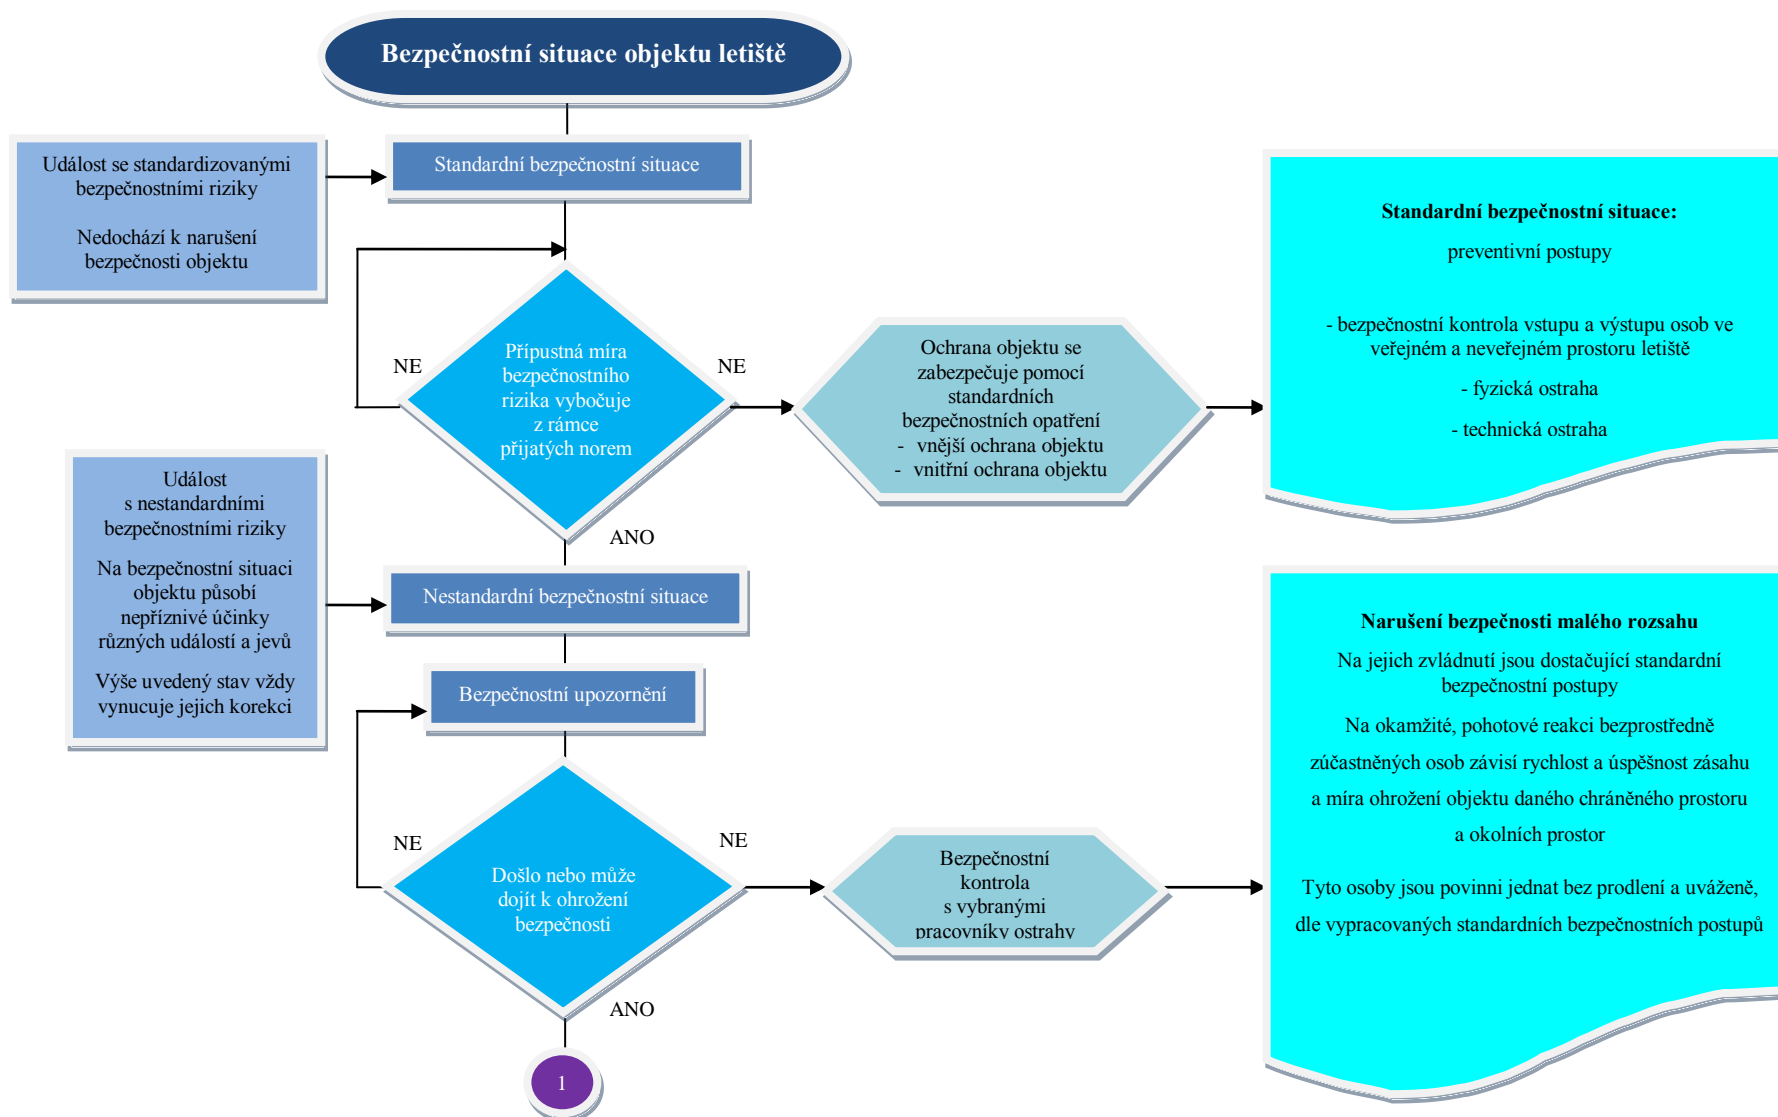 Bezpečnostní situace objektu letiště
Událost se standardizovanými
bezpečnostními riziky
Nedochází k narušení
bezpečnosti objektu
Standardní bezpečnostní situace
NE
Přípustná míra
bezpečnostního
rizika vybočuje
z rámce
přijatých norem
NE
Ochrana objektu se
zabezpečuje pomocí
standardních
bezpečnostních opatření
- vnější ochrana objektu
- vnitřní ochrana objektu
Standardní bezpečnostní situace:
preventivní postupy
- bezpečnostní kontrola vstupu a výstupu osob ve
veřejném a neveřejném prostoru letiště
- fyzická ostraha
- technická ostraha
ANO
Událost
s nestandardními
bezpečnostními riziky
Na bezpečnostní situaci
objektu působí
nepříznivé účinky
různých událostí a jevů
Výše uvedený stav vždy
vynucuje jejich korekci
Nestandardní bezpečnostní situace
Bezpečnostní upozornění
NE
Došlo nebo může
dojít k ohrožení
bezpečnosti
NE
Bezpečnostní
kontrola
s vybranými
pracovníky ostrahy
Narušení bezpečnosti malého rozsahu
Na jejich zvládnutí jsou dostačující standardní
bezpečnostní postupy
Na okamžité, pohotové reakci bezprostředně
zúčastněných osob závisí rychlost a úspěšnost zásahu
a míra ohrožení objektu daného chráněného prostoru
a okolních prostor
Tyto osoby jsou povinni jednat bez prodlení a uváženě,
dle vypracovaných standardních bezpečnostních postupů
ANO
1